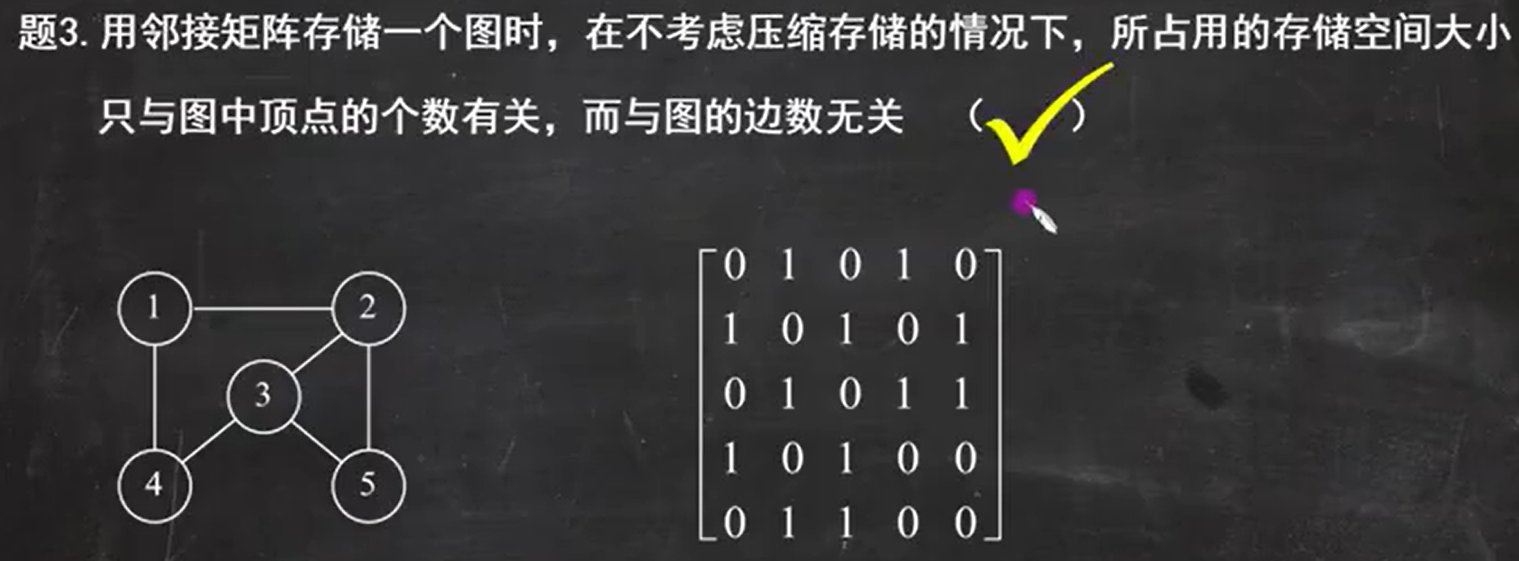 题3. 用邻接矩阵存储一个图时，在不考虑压缩存储的情况下，所占用的存储空间大小
只与图中顶点的个数有关，而与图的边数无关 （ ✓ ）
1 2
3
4 5
0 1 0 1 0
1 0 1 0 1
0 1 0 1 1
1 0 1 0 0
0 1 1 0 0